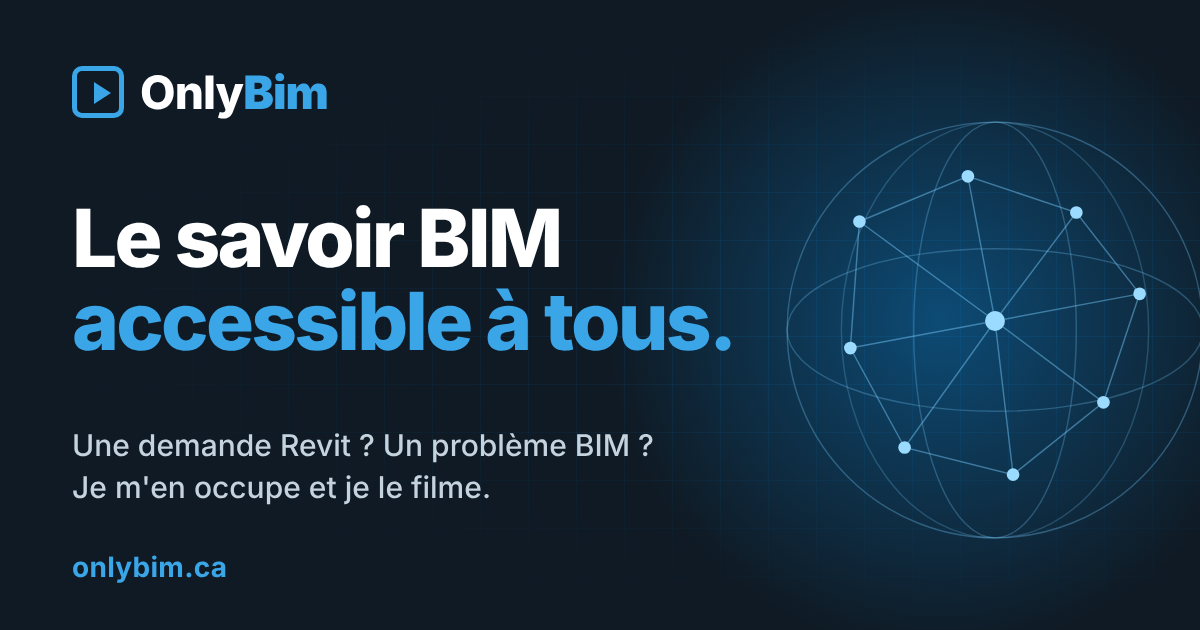 OnlyBim
Le savoir BIM
accessible à tous.
Une demande Revit ? Un problème BIM ?
Je m'en occupe et je le filme.
onlybim.ca